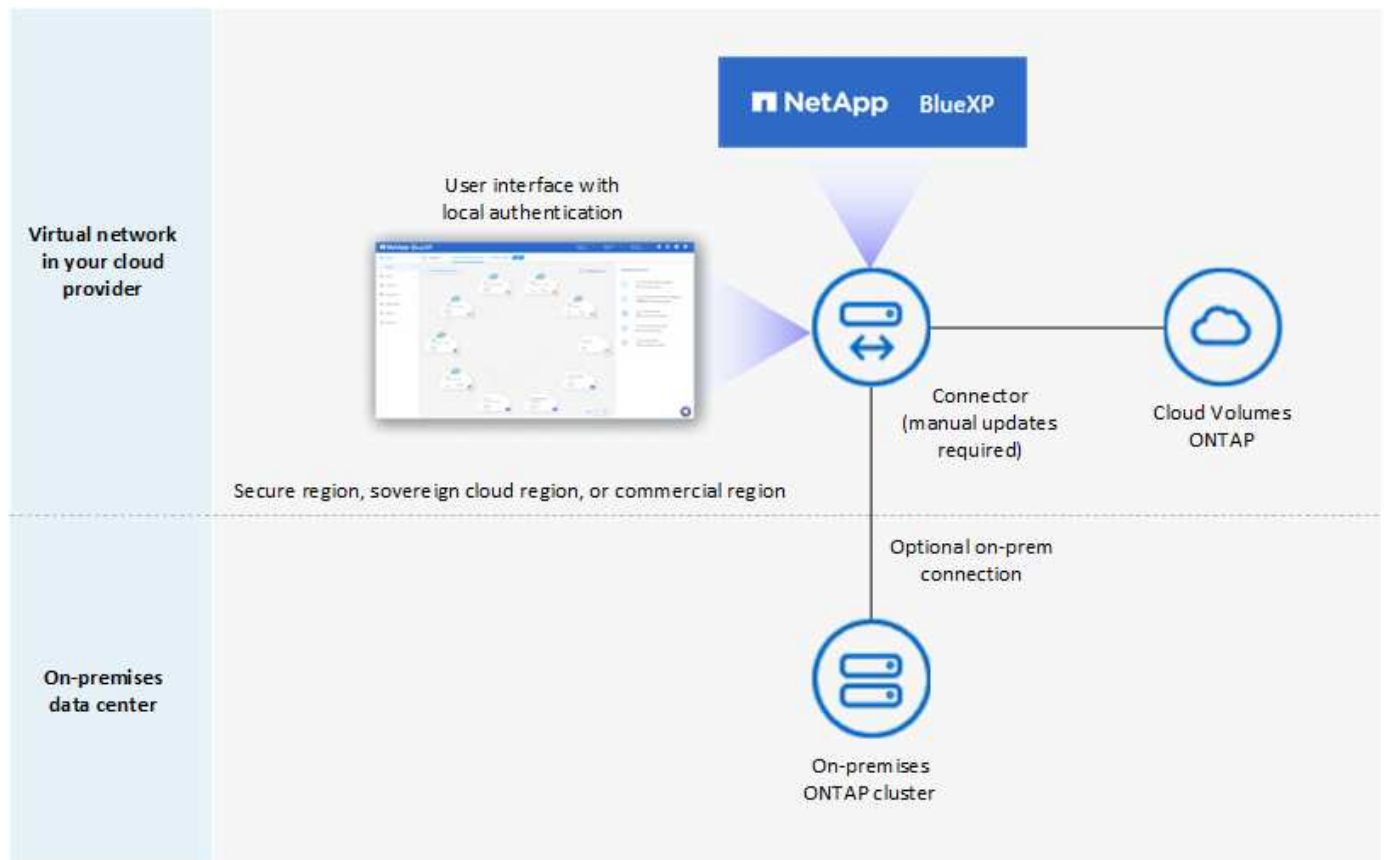 NetApp BlueXP
User interface with
local authentication
Virtual network
in your cloud
provider
Connector
(manual updates
required)
Cloud Volumes
ONTAP
Secure region, sovereign cloud region, or commercial region
Optional on-prem
connection
On-premises
data center
On-premises
ONTAP cluster